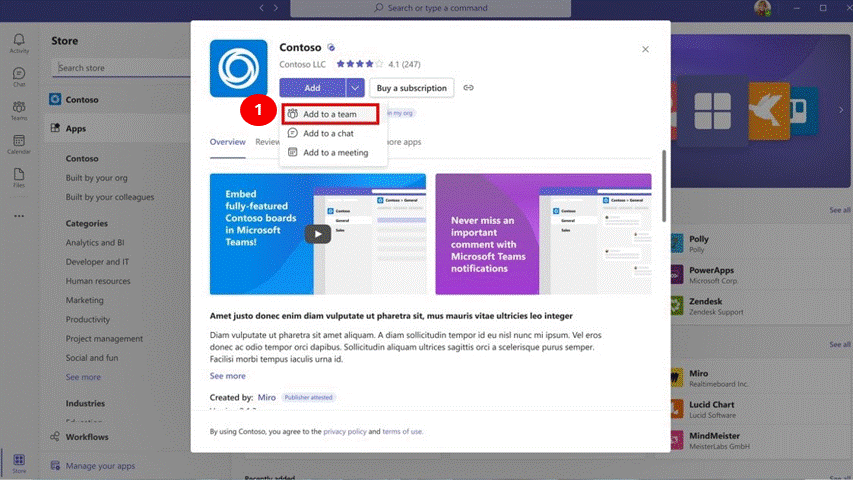 Search or type a command
Activity
Chat
Teams
Calendar
Files
Store
Store
Search store
Contoso
Apps
Contoso
Built by your org
Built by your colleagues
Categories
Analytics and BI
Developer and IT
Human resources
Marketing
Productivity
Project management
Social and fun
See more
Industries
Education
Workflows
Manage your apps
Contoso
Contoso LLC
4.1 (247)
Add
Buy a subscription
1
Add to a team
Add to a chat
Add to a meeting
in my org
Overview
Review
more apps
Embed
fully-featured
Contoso boards
in Microsoft
Teams!
Contoso
General
Sales
Contoso > General
Never miss an
important
comment with
Microsoft Teams
notifications
Contoso
General
Sales
Contoso > General
Amet justo donec enim diam vulputate ut pharetra sit, mus mauris vitae ultricies leo integer
Diam vulputate ut pharetra sit amet aliquam. A diam sollicitudin tempor id eu nisl nunc mi ipsum. Vel eros
donec ac odio tempor orci dapibus. Sollicitudin aliquam ultrices sagittis orci a scelerisque purus semper.
Facilisi morbi tempus iaculis urna id.
See more
Created by: Miro Publisher attested
By using Contoso, you agree to the privacy policy and terms of use.
See all
Polly
Polly
PowerApps
Microsoft Corp.
Zendesk
Zendesk Support
See all
Miro
Realtimeboard Inc.
Lucid Chart
Lucid Software
MindMeister
MeisterLabs GmbH
Recently added